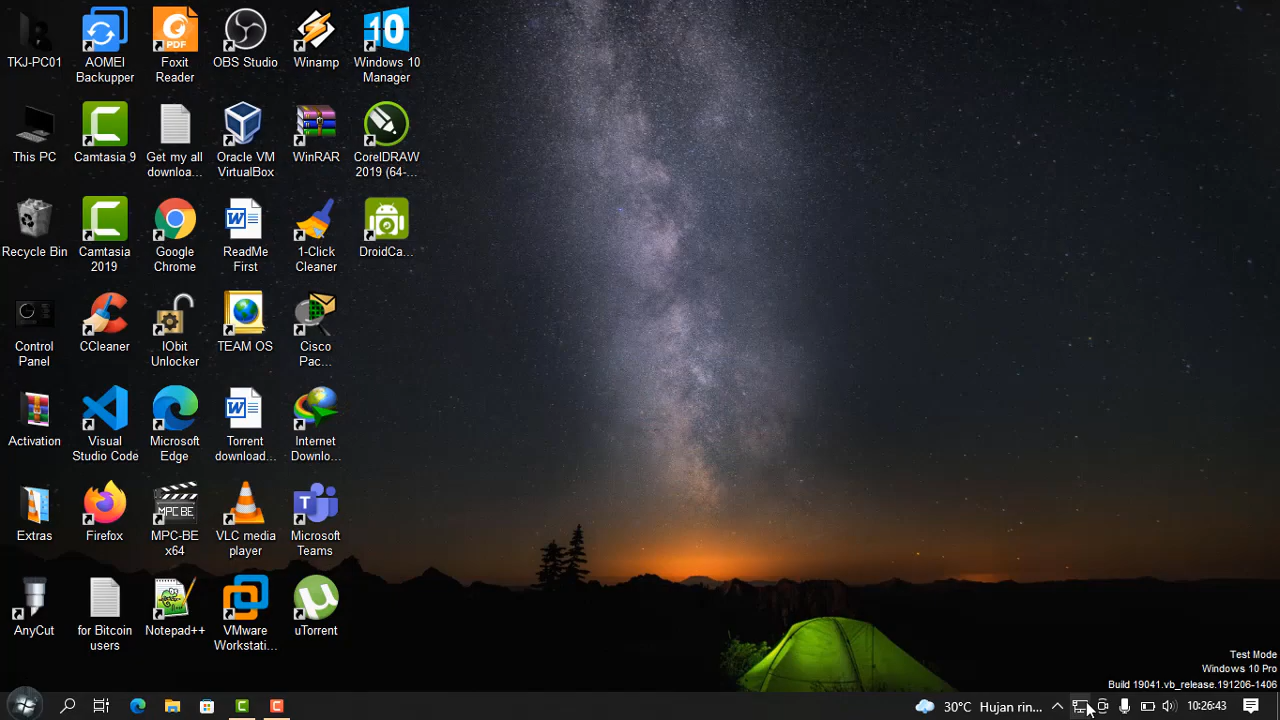 TKJ-PC01
AOMEI
Backupper
PDF
Foxit
Reader
OBS Studio
Winamp
10
Windows 10
Manager
This PC
Camtasia 9
Get my all
downloa...
Oracle VM
VirtualBox
WinRAR
CorelDRAW
2019 (64-...
Recycle Bin
Camtasia
2019
Google
Chrome
ReadMe
First
1-Click
Cleaner
DroidCa...
Control
Panel
CCleaner
IObit
Unlocker
TEAM OS
Cisco
Pac...
Activation
Visual
Studio Code
Microsoft
Edge
Torrent
download...
Internet
Downlo...
Extras
Firefox
MPC-BE
MPC-BE
x64
VLC media
player
Microsoft
Teams
AnyCut
for Bitcoin
users
Notepad++
VMware
Workstati...
uTorrent
Test Mode
Windows 10 Pro
Build 19041.vb_release.191206-1406
30°C Hujan rin...
10:26:43